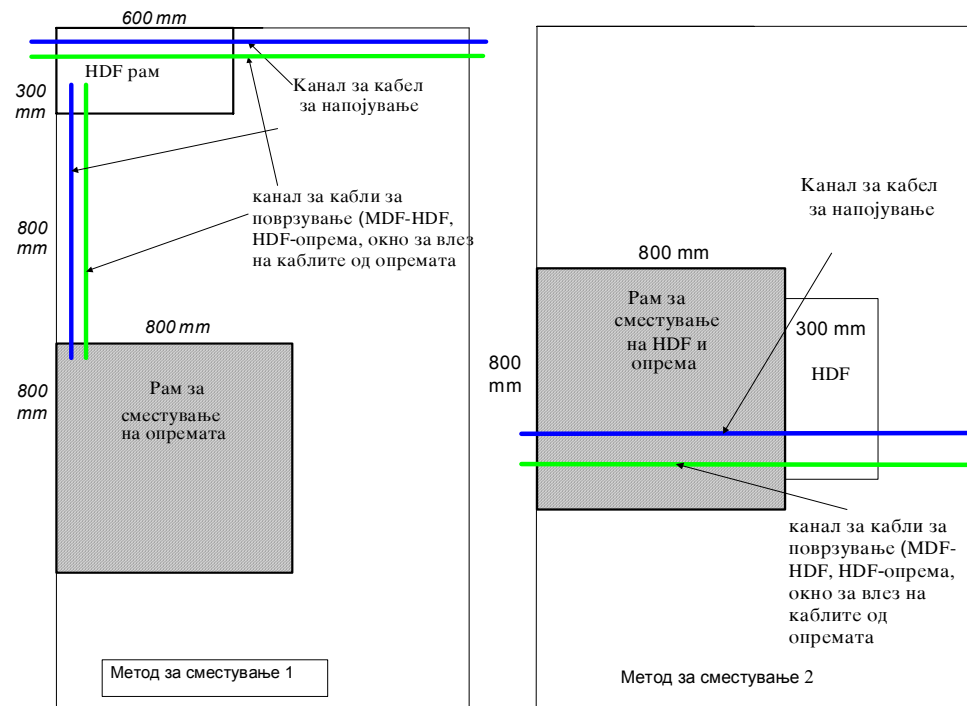 600 mm
HDF рам
300
mm
Канал за кабел
за напојување
800
mm
канал за кабли за
поврзување (MDF-HDF,
HDF-опрема, окно за влез
на каблите од опремата
800 mm
800
mm
Рам за
сместување
на опремата
Метод за сместување 1
Канал за кабел
за напојување
800 mm
Рам за
сместување
на HDF и
опрема
300 mm
HDF
800
mm
канал за кабли за
поврзување (MDF-
HDF, HDF-опрема,
окно за влез на
каблите од
опремата
Метод за сместување 2